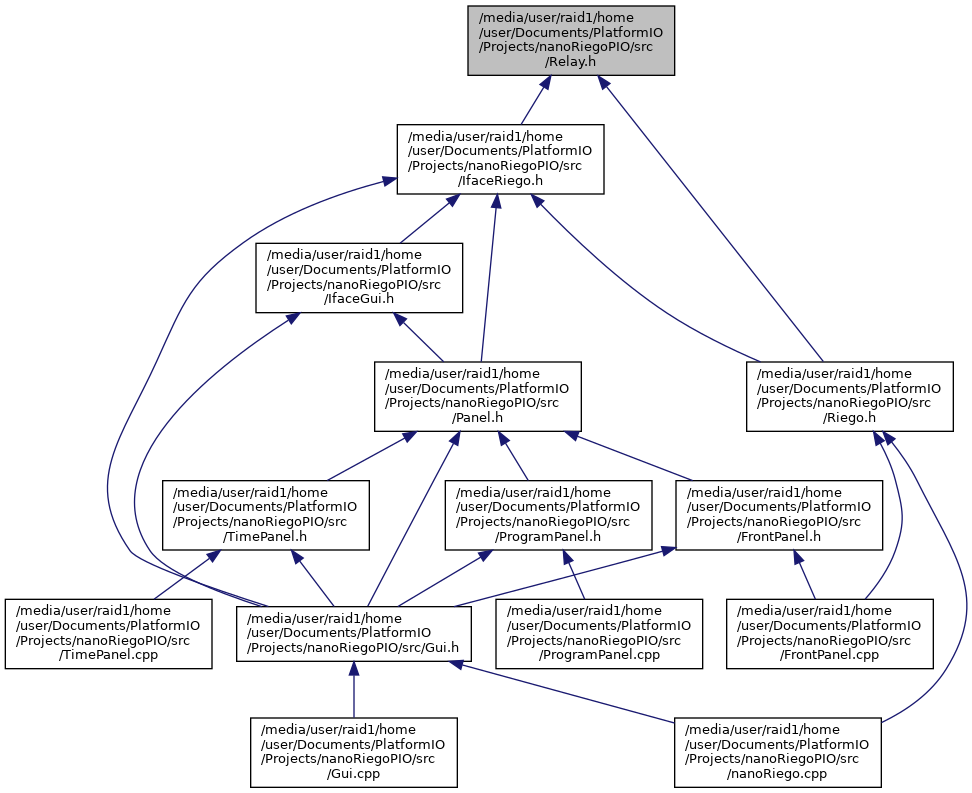 /media/user/raid1/home
/user/Documents/PlatformIO
/Projects/nanoRiegoPIO/src
/Relay.h
/media/user/raid1/home
/user/Documents/PlatformIO
/Projects/nanoRiegoPIO/src
/IfaceRiego.h
/media/user/raid1/home
/user/Documents/PlatformIO
/Projects/nanoRiegoPIO/src
/IfaceGui.h
/media/user/raid1/home
/user/Documents/PlatformIO
/Projects/nanoRiegoPIO/src
/Panel.h
/media/user/raid1/home
/user/Documents/PlatformIO
/Projects/nanoRiegoPIO/src
/Riego.h
/media/user/raid1/home
/user/Documents/PlatformIO
/Projects/nanoRiegoPIO/src
/TimePanel.h
/media/user/raid1/home
/user/Documents/PlatformIO
/Projects/nanoRiegoPIO/src
/ProgramPanel.h
/media/user/raid1/home
/user/Documents/PlatformIO
/Projects/nanoRiegoPIO/src
/FrontPanel.h
/media/user/raid1/home
/user/Documents/PlatformIO
/Projects/nanoRiegoPIO/src
/TimePanel.cpp
/media/user/raid1/home
/user/Documents/PlatformIO
/Projects/nanoRiegoPIO/src/Gui.h
/media/user/raid1/home
/user/Documents/PlatformIO
/Projects/nanoRiegoPIO/src
/ProgramPanel.cpp
/media/user/raid1/home
/user/Documents/PlatformIO
/Projects/nanoRiegoPIO/src
/FrontPanel.cpp
/media/user/raid1/home
/user/Documents/PlatformIO
/Projects/nanoRiegoPIO/src
/Gui.cpp
/media/user/raid1/home
/user/Documents/PlatformIO
/Projects/nanoRiegoPIO/src
/nanoRiego.cpp